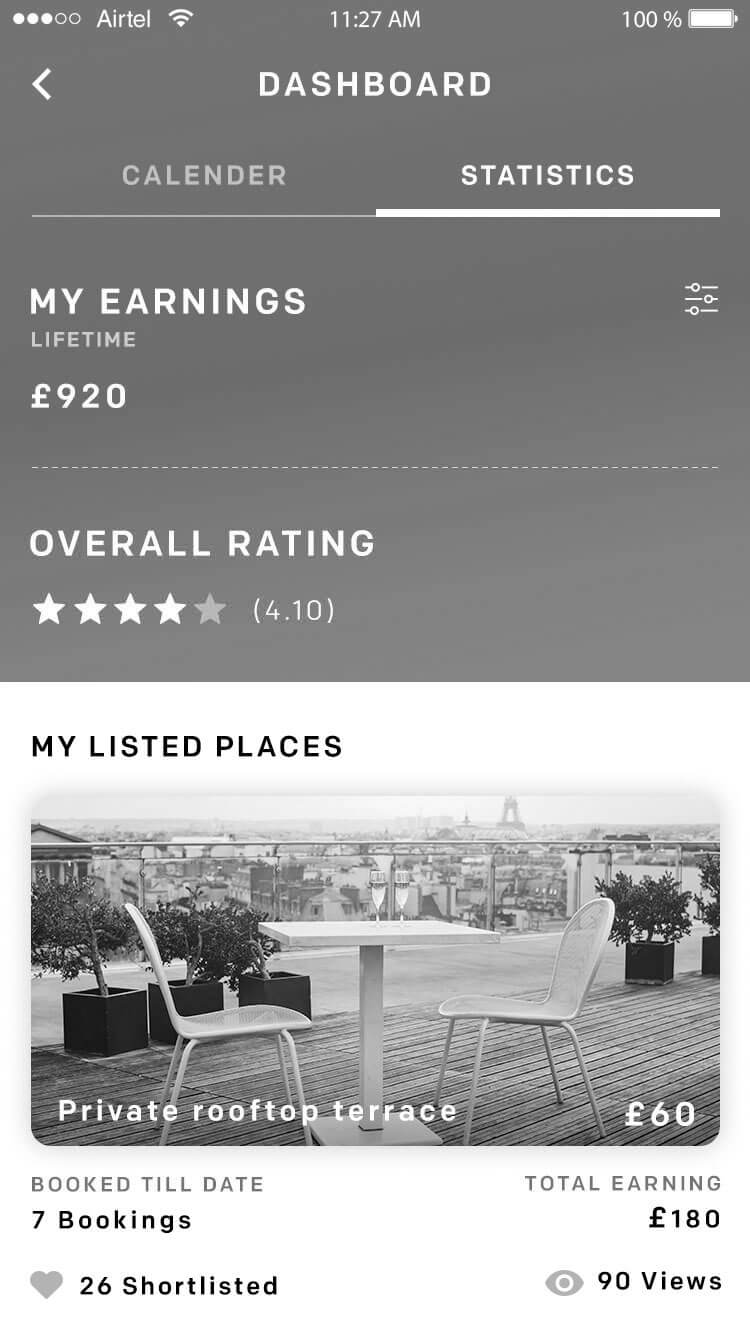 Airtel 11:27 AM 100 %
DASHBOARD
CALENDER STATISTICS
MY EARNINGS
LIFETIME
£920
OVERALL RATING
(4.10)
MY LISTED PLACES
Private rooftop terrace £60
BOOKED TILL DATE TOTAL EARNING
7 Bookings £180
26 Shortlisted 90 Views